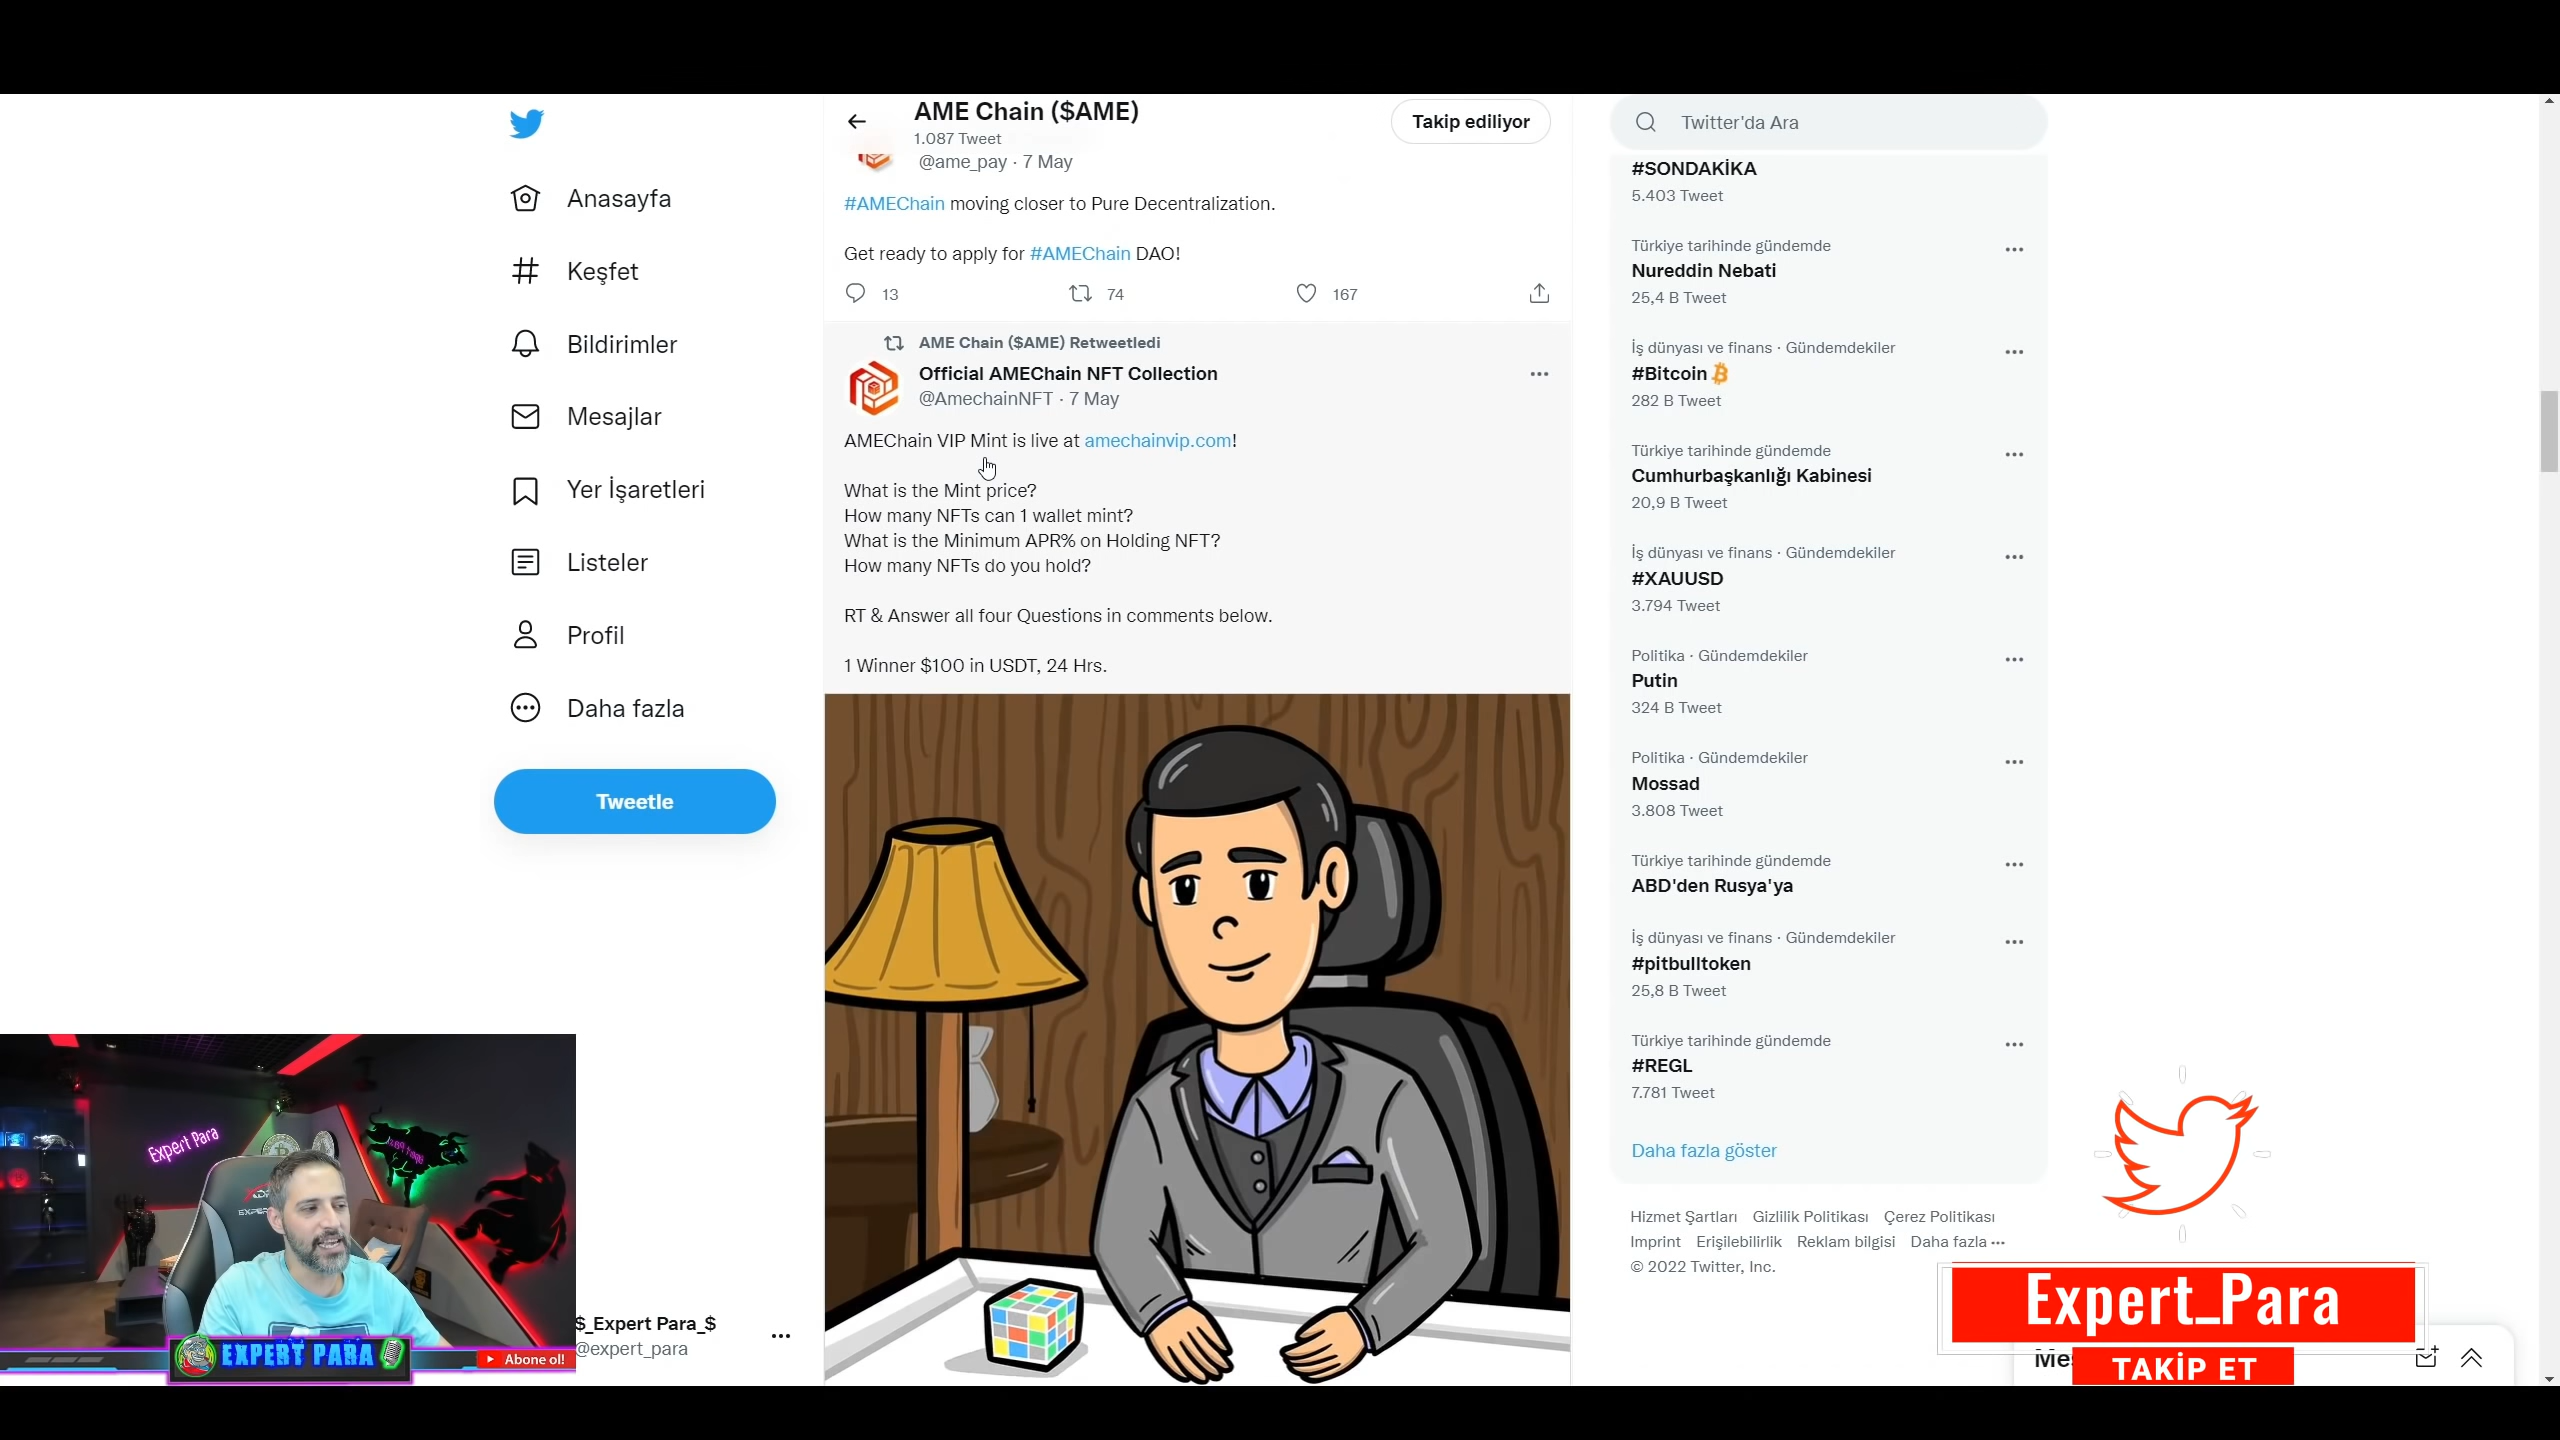 Anasayfa
Keşfet
Bildirimler
Mesajlar
Yer İşaretleri
Listeler
Profil
Daha fazla
Tweetle
$_Expert Para_$
@expert_para
AME Chain ($AME)
1.087 Tweet
Takip ediliyor
@ame_pay · 7 May
#AMEChain moving closer to Pure Decentralization.
Get ready to apply for #AMEChain DAO!
13 74 167
AME Chain ($AME) Retweetledi
Official AMEChain NFT Collection
@AmechainNFT · 7 May
AMEChain VIP Mint is live at amechainvip.com!
What is the Mint price?
How many NFTs can 1 wallet mint?
What is the Minimum APR% on Holding NFT?
How many NFTs do you hold?
RT & Answer all four Questions in comments below.
1 Winner $100 in USDT, 24 Hrs.
Twitter'da Ara
#SONDAKİKA
5.403 Tweet
Türkiye tarihinde gündemde
Nureddin Nebati
25,4 B Tweet
İş dünyası ve finans · Gündemdekiler
#Bitcoin
282 B Tweet
Türkiye tarihinde gündemde
Cumhurbaşkanlığı Kabinesi
20,9 B Tweet
İş dünyası ve finans · Gündemdekiler
#XAUUSD
3.794 Tweet
Politika · Gündemdekiler
Putin
324 B Tweet
Politika · Gündemdekiler
Mossad
3.808 Tweet
Türkiye tarihinde gündemde
ABD'den Rusya'ya
İş dünyası ve finans · Gündemdekiler
#pitbulltoken
25,8 B Tweet
Türkiye tarihinde gündemde
#REGL
7.781 Tweet
Daha fazla göster
Hizmet Şartları Gizlilik Politikası Çerez Politikası
Imprint Erişilebilirlik Reklam bilgisi Daha fazla
© 2022 Twitter, Inc.
Expert_Para
TAKİP ET
Expert Para
EXPERT PARA
Abone ol!